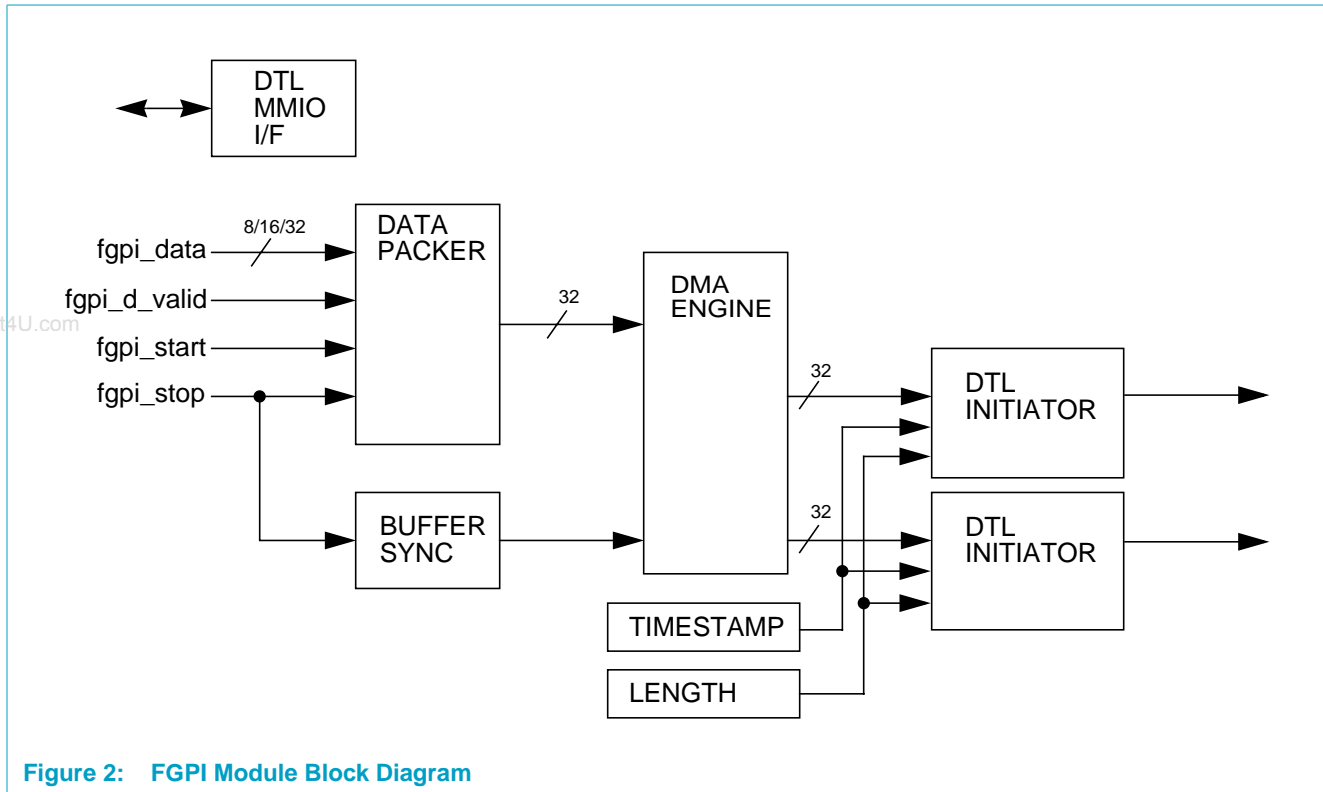 DTL
MMIO
I/F
fgpi_data
8/16/32
fgpi_d_valid
fgpi_start
fgpi_stop
DATA
PACKER
32
BUFFER
SYNC
DMA
ENGINE
32
32
DTL
INITIATOR
DTL
INITIATOR
TIMESTAMP
LENGTH
t4U.com
Figure 2: FGPI Module Block Diagram